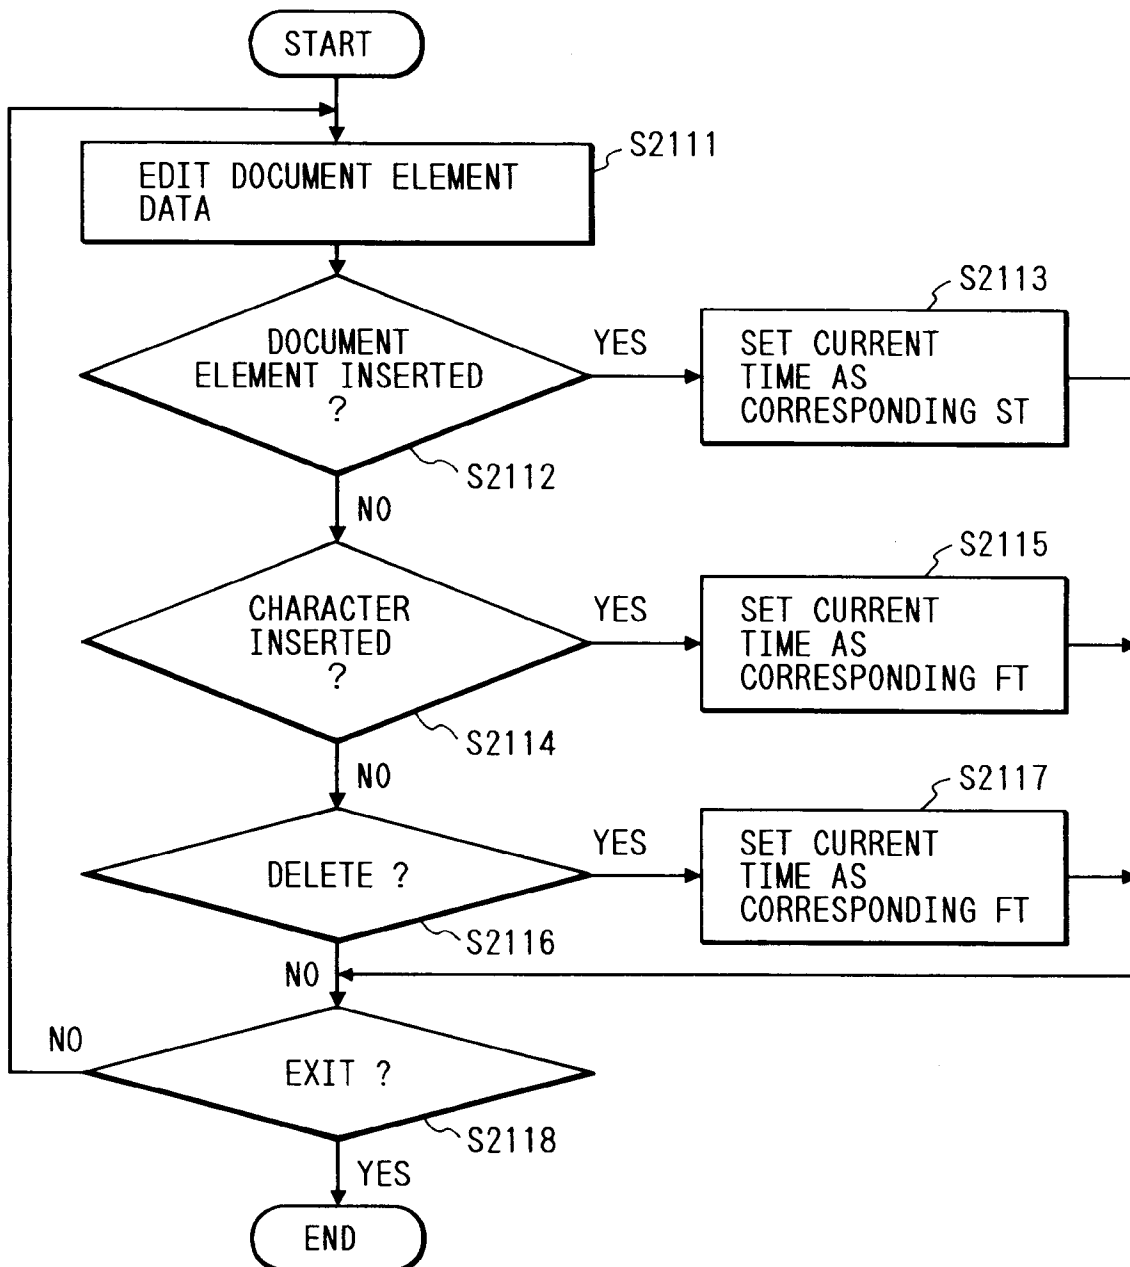 START
S2111
EDIT DOCUMENT ELEMENT
DATA
S2113
DOCUMENT
ELEMENT INSERTED
?
YES
SET CURRENT
TIME AS
CORRESPONDING ST
S2112
NO
S2115
CHARACTER
INSERTED
?
YES
SET CURRENT
TIME AS
CORRESPONDING FT
S2114
NO
S2117
DELETE ?
YES
SET CURRENT
TIME AS
CORRESPONDING FT
S2116
NO
NO
EXIT ?
S2118
YES
END